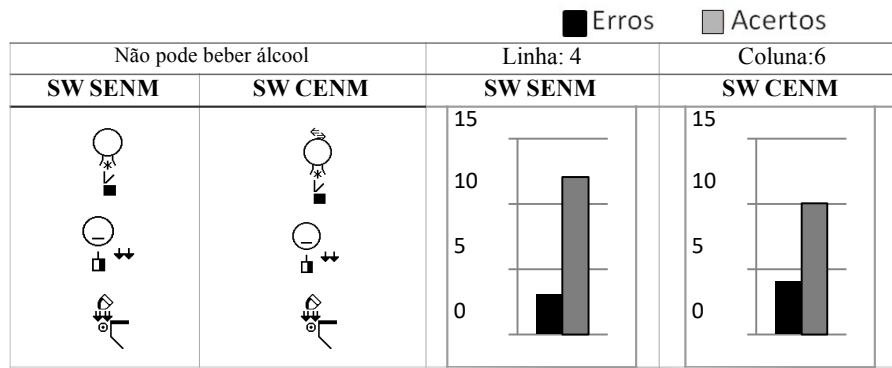 Erros Acertos
Não pode beber álcool Linha: 4 Coluna:6
SW SENM SW CENM SW SENM SW CENM
15 15
10 10
5 5
0 0